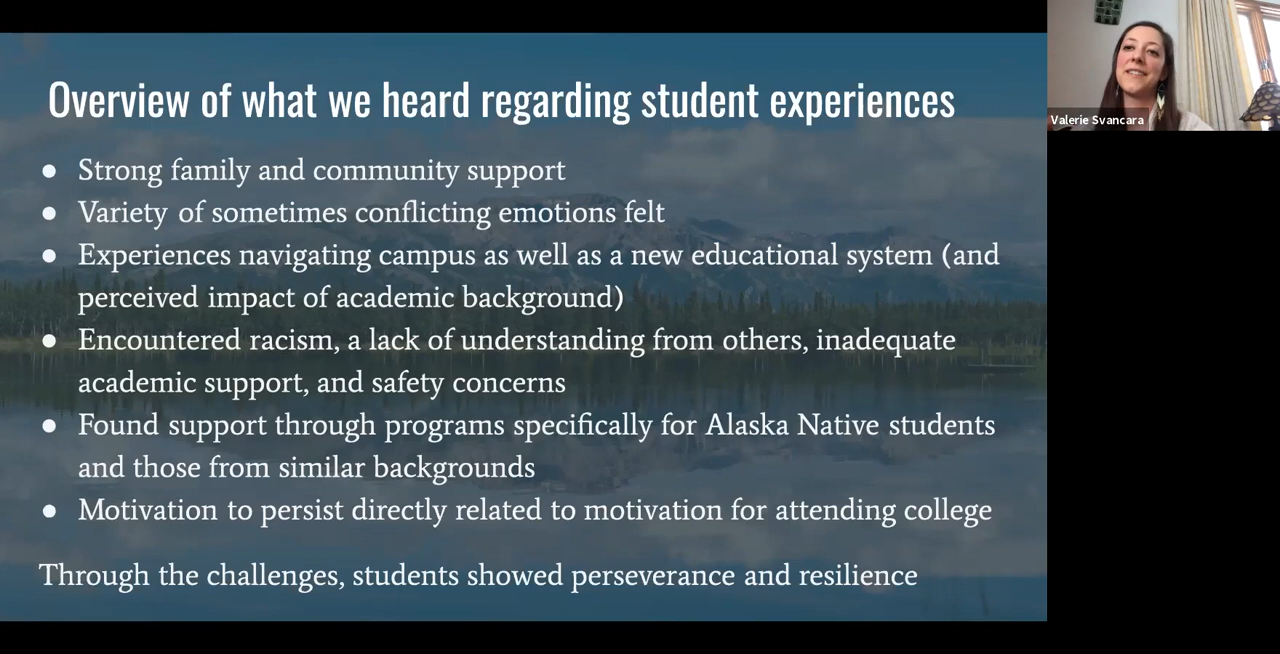 Overview of what we heard regarding student experiences
● Strong family and community support
● Variety of sometimes conflicting emotions felt
● Experiences navigating campus as well as a new educational system (and
perceived impact of academic background)
● Encountered racism, a lack of understanding from others, inadequate
academic support, and safety concerns
● Found support through programs specifically for Alaska Native students
and those from similar backgrounds
● Motivation to persist directly related to motivation for attending college
Through the challenges, students showed perseverance and resilience
Valerie Svancara